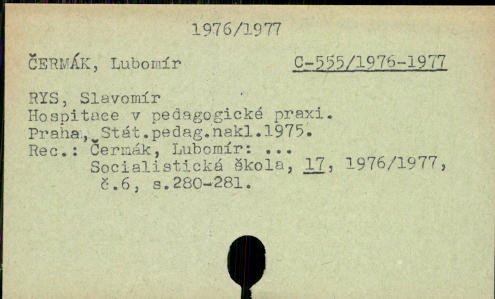 1976/1977
ČERMÁK, Lubomír C-555/1976-1977
RYS, Slavomír
Hospitace v pedagogické praxi.
Praha, Stát.pedag.nakl.1975.
Rec.: Čermák, Lubomír: ...
Socialistická škola, 17, 1976/1977,
č.6, s.280-281.